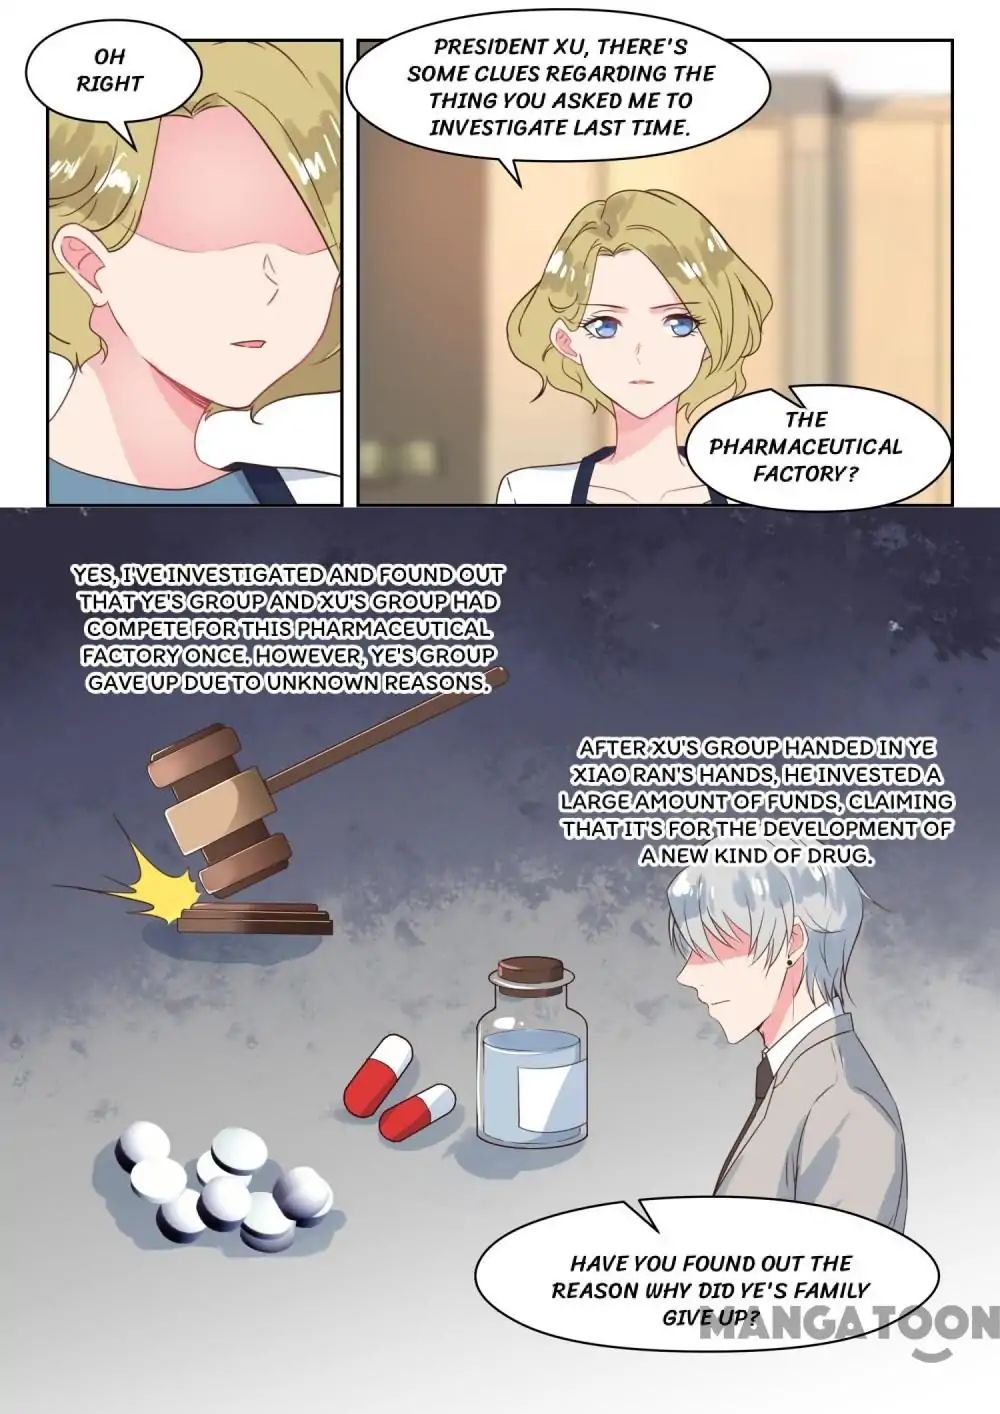 OH
RIGHT
PRESIDENT XU, THERE'S
SOME CLUES REGARDING THE
THING YOU ASKED ME TO
INVESTIGATE LAST TIME.
THE
PHARMACEUTICAL
FACTORY?
YES, I'VE INVESTIGATED AND FOUND OUT
THAT YE'S GROUP AND XU'S GROUP HAD
COMPETE FOR THIS PHARMACEUTICAL
FACTORY ONCE. HOWEVER, YE'S GROUP
GAVE UP DUE TO UNKNOWN REASONS.
AFTER XU'S GROUP HANDED IN YE
XIAO RAN'S HANDS, HE INVESTED A
LARGE AMOUNT OF FUNDS, CLAIMING
THAT IT'S FOR THE DEVELOPMENT OF
A NEW KIND OF DRUG.
HAVE YOU FOUND OUT THE
REASON WHY DID YE'S FAMILY
GIVE UP?
MANGATOON